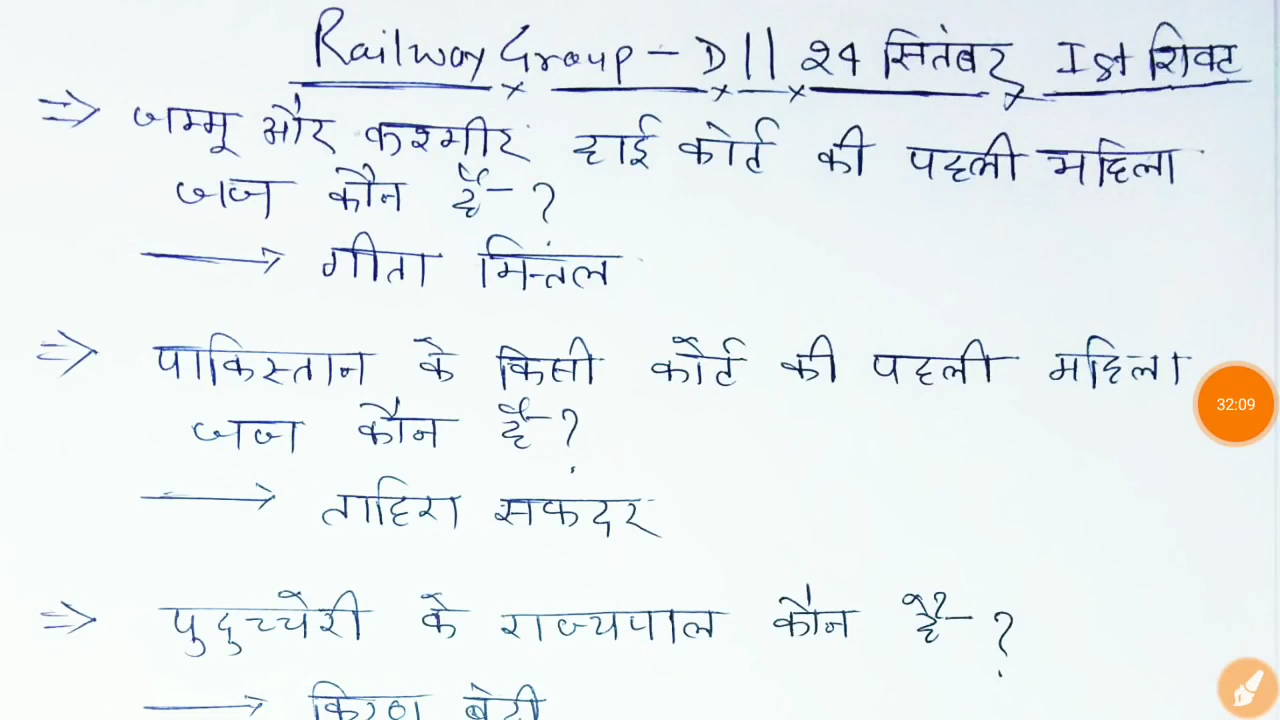 Railway Group - D || 24 सितंबर Ist शिफ्ट
⇒ जम्मू और कश्मीर हाई कोर्ट की पहली महिला
जज कौन हैं- ?
→ गीता मित्तल
⇒ पाकिस्तान के किसी कोर्ट की पहली महिला
जज कौन हैं- ?
→ ताहिरा सफदर
32:09
⇒ पुदुच्चेरी के राज्यपाल कौन हैं- ?
→ किरण बेदी